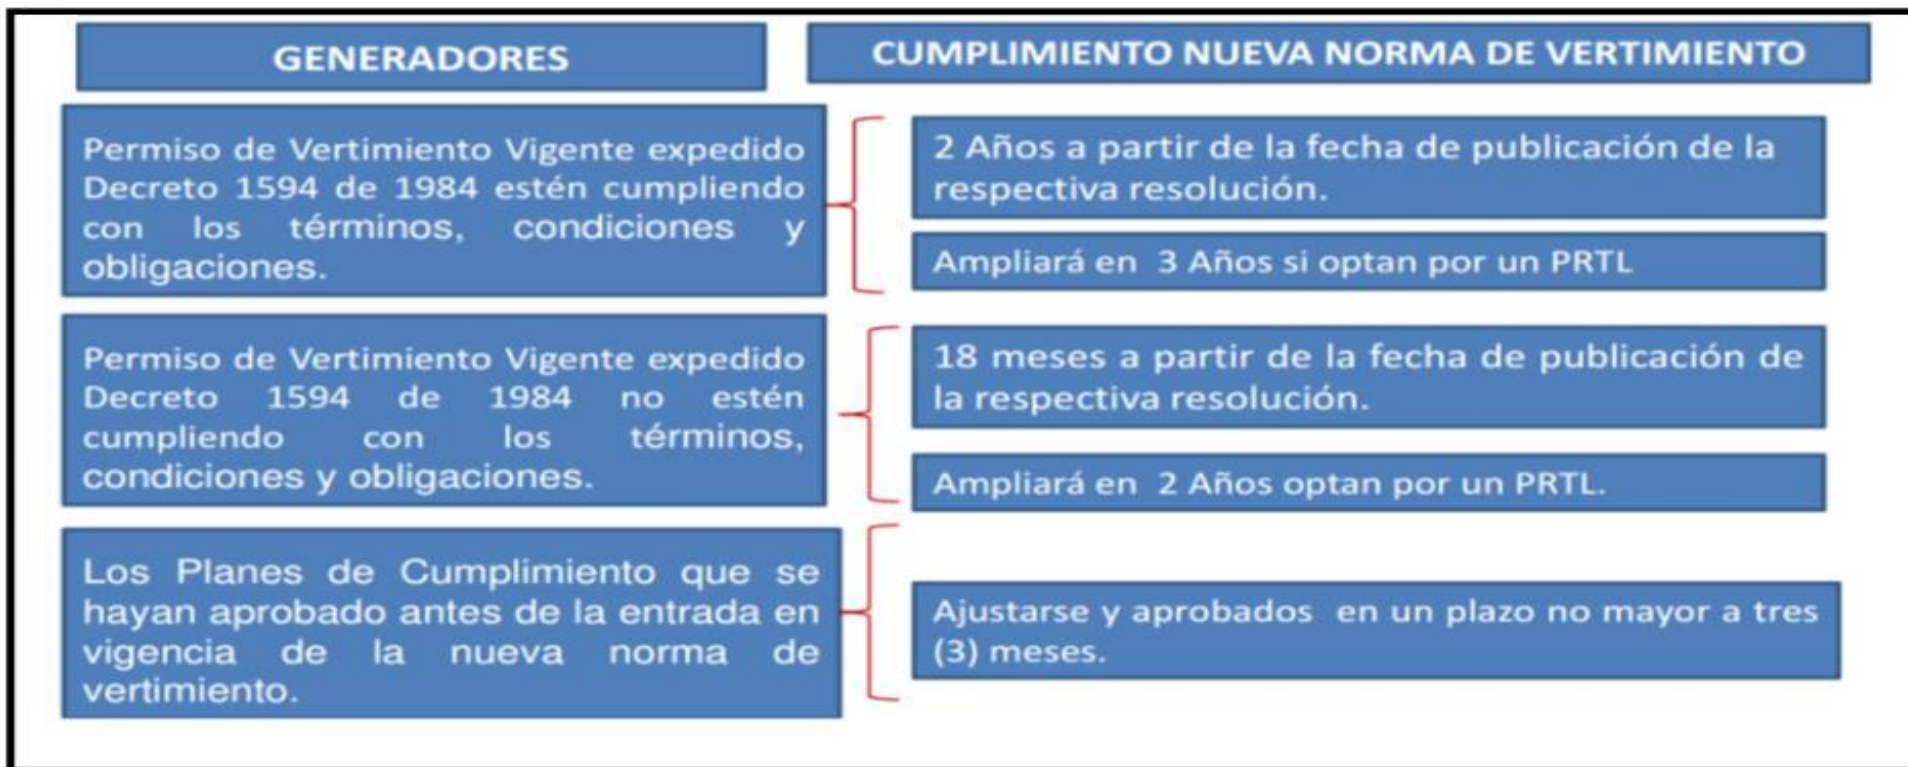 GENERADORES
CUMPLIMIENTO NUEVA NORMA DE VERTIMIENTO
Permiso de Vertimiento Vigente expedido
Decreto 1594 de 1984 estén cumpliendo
con los términos, condiciones y
obligaciones.
2 Años a partir de la fecha de publicación de la
respectiva resolución.
Ampliará en 3 Años si optan por un PRTL
Permiso de Vertimiento Vigente expedido
Decreto 1594 de 1984 no estén
cumpliendo con los términos,
condiciones y obligaciones.
18 meses a partir de la fecha de publicación de
la respectiva resolución.
Ampliará en 2 Años optan por un PRTL.
Los Planes de Cumplimiento que se
hayan aprobado antes de la entrada en
vigencia de la nueva norma de
vertimiento.
Ajustarse y aprobados en un plazo no mayor a tres
(3) meses.